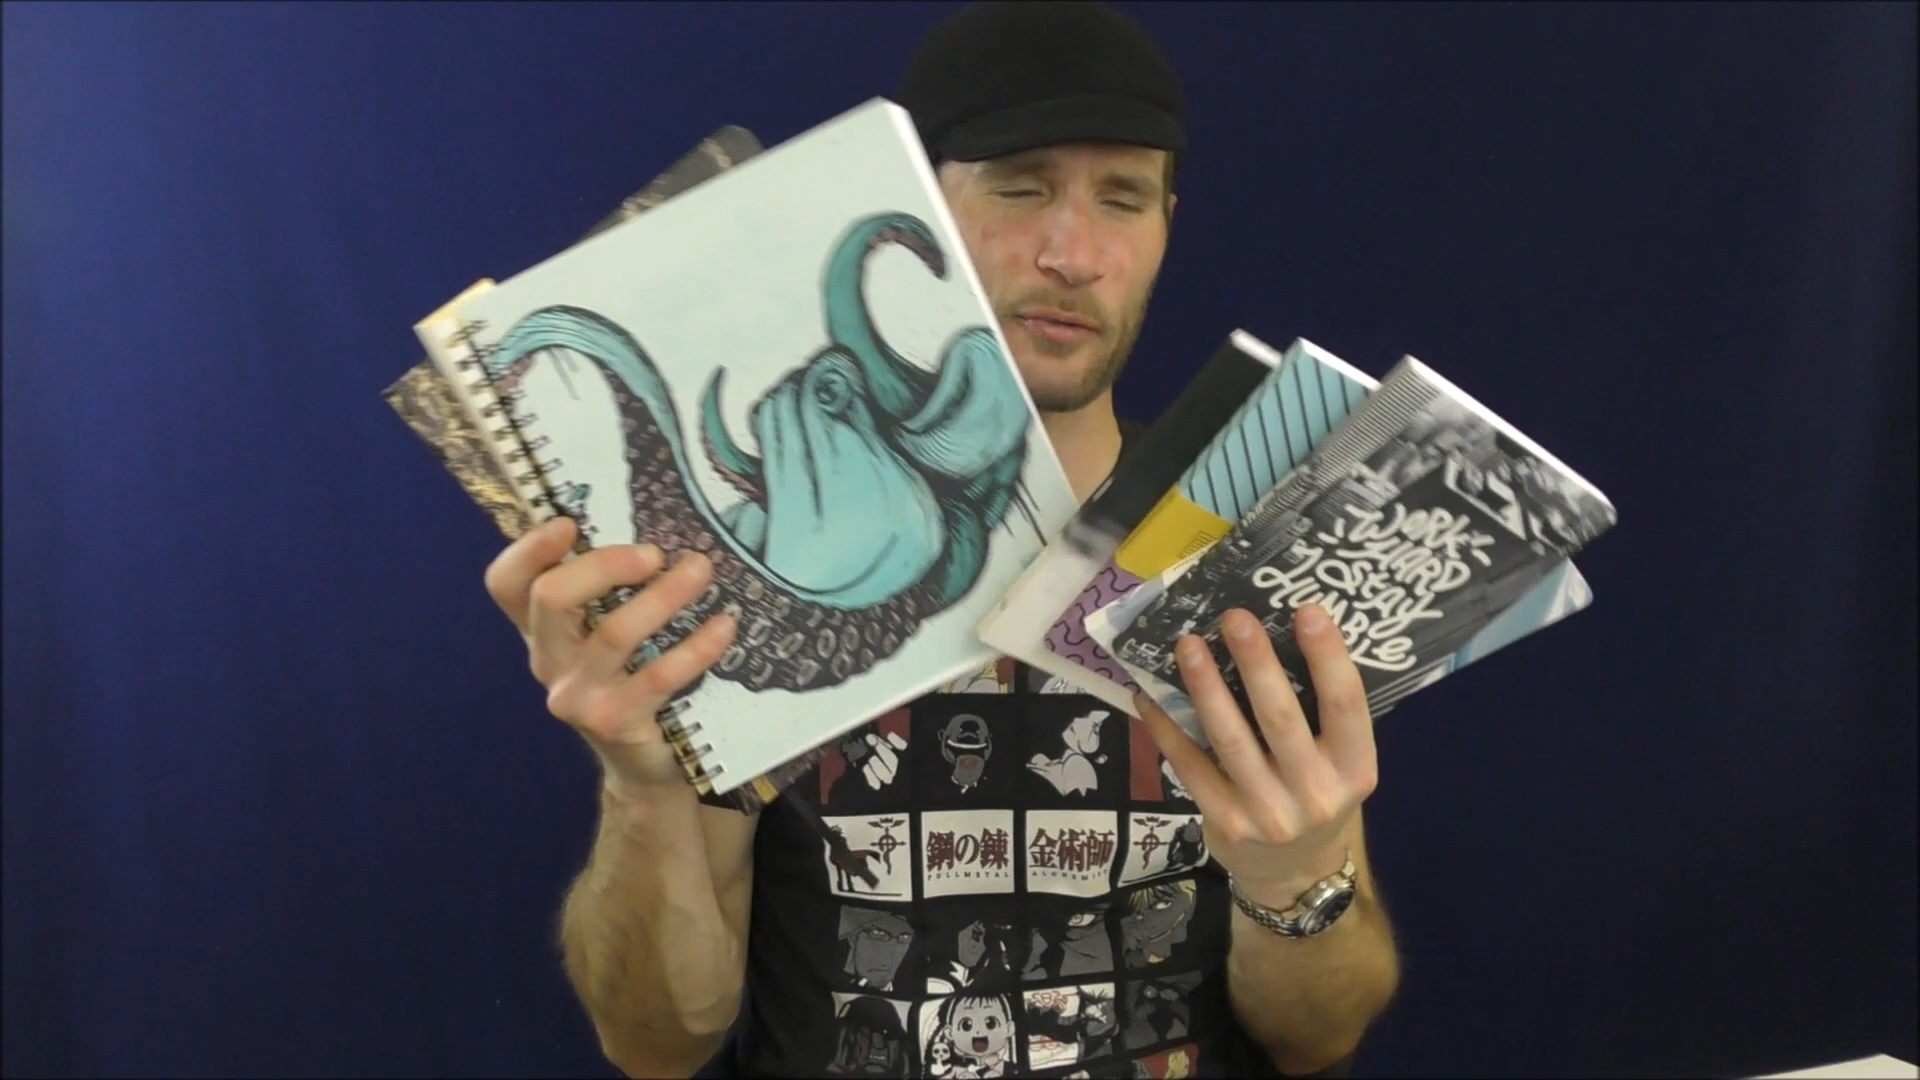 WORK
HARD
STAY
HUMBLE
鋼の錬 金術師
FULLMETAL ALCHEMIST